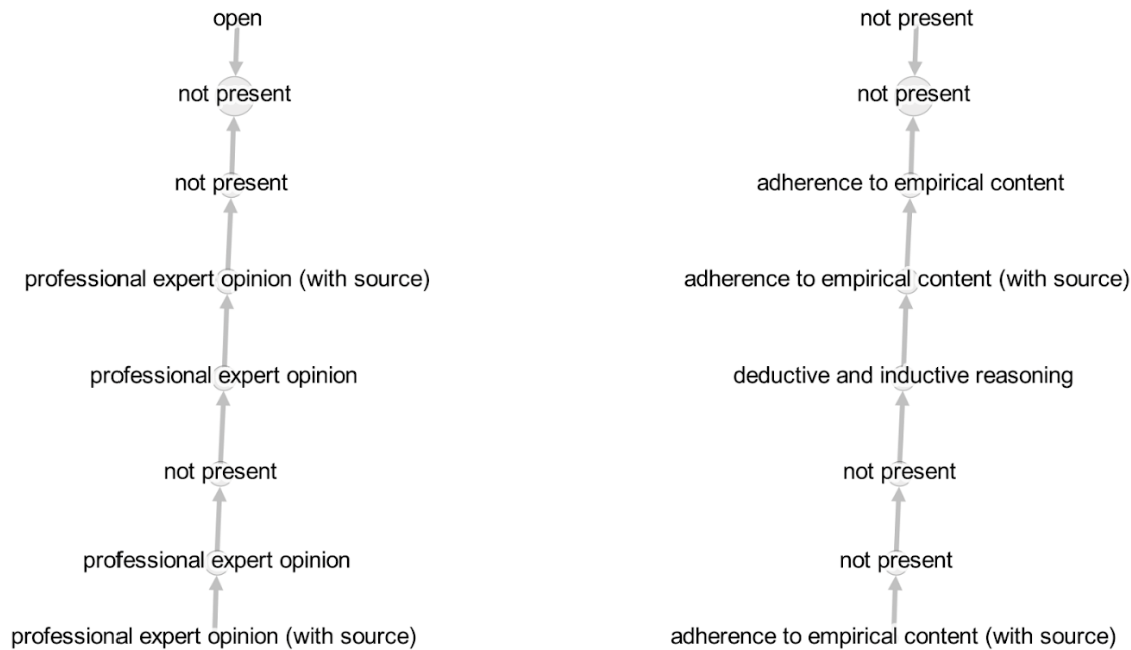 open
not present
not present
professional expert opinion (with source)
professional expert opinion
not present
professional expert opinion
professional expert opinion (with source)
not present
not present
adherence to empirical content
adherence to empirical content (with source)
deductive and inductive reasoning
not present
not present
adherence to empirical content (with source)